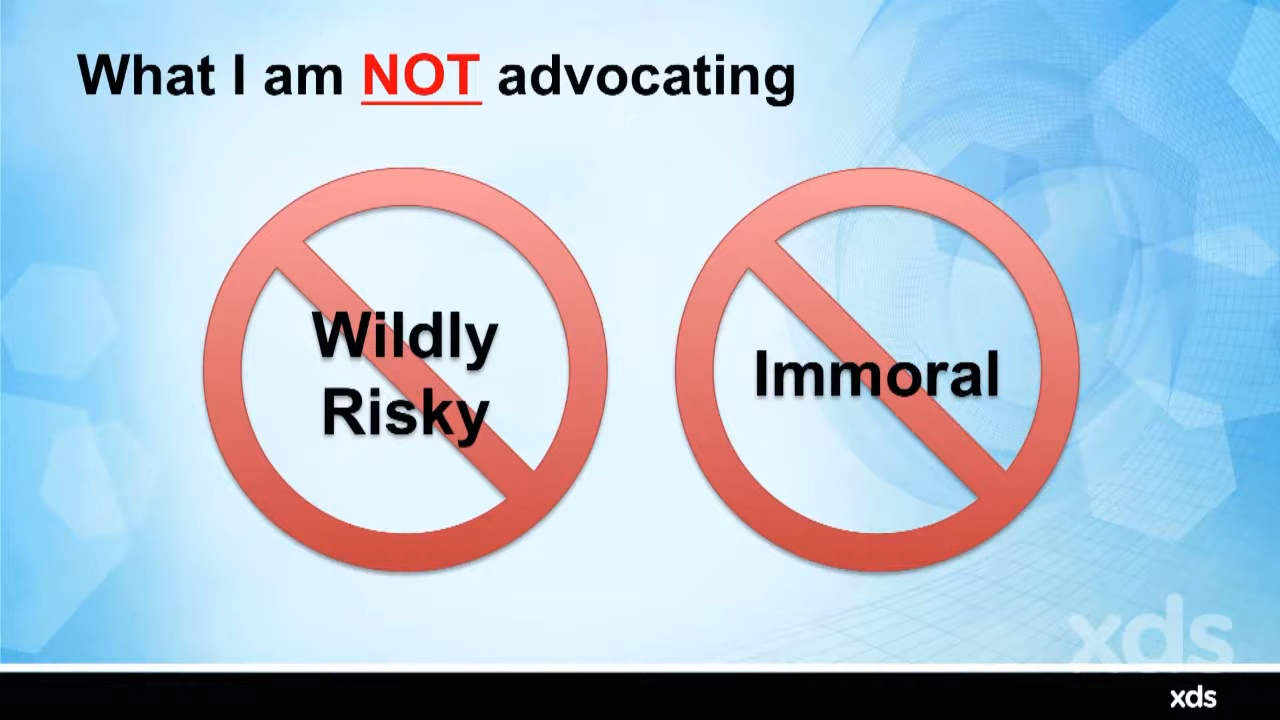 What I am NOT advocating
Wildly
Risky
Immoral
xds
xds